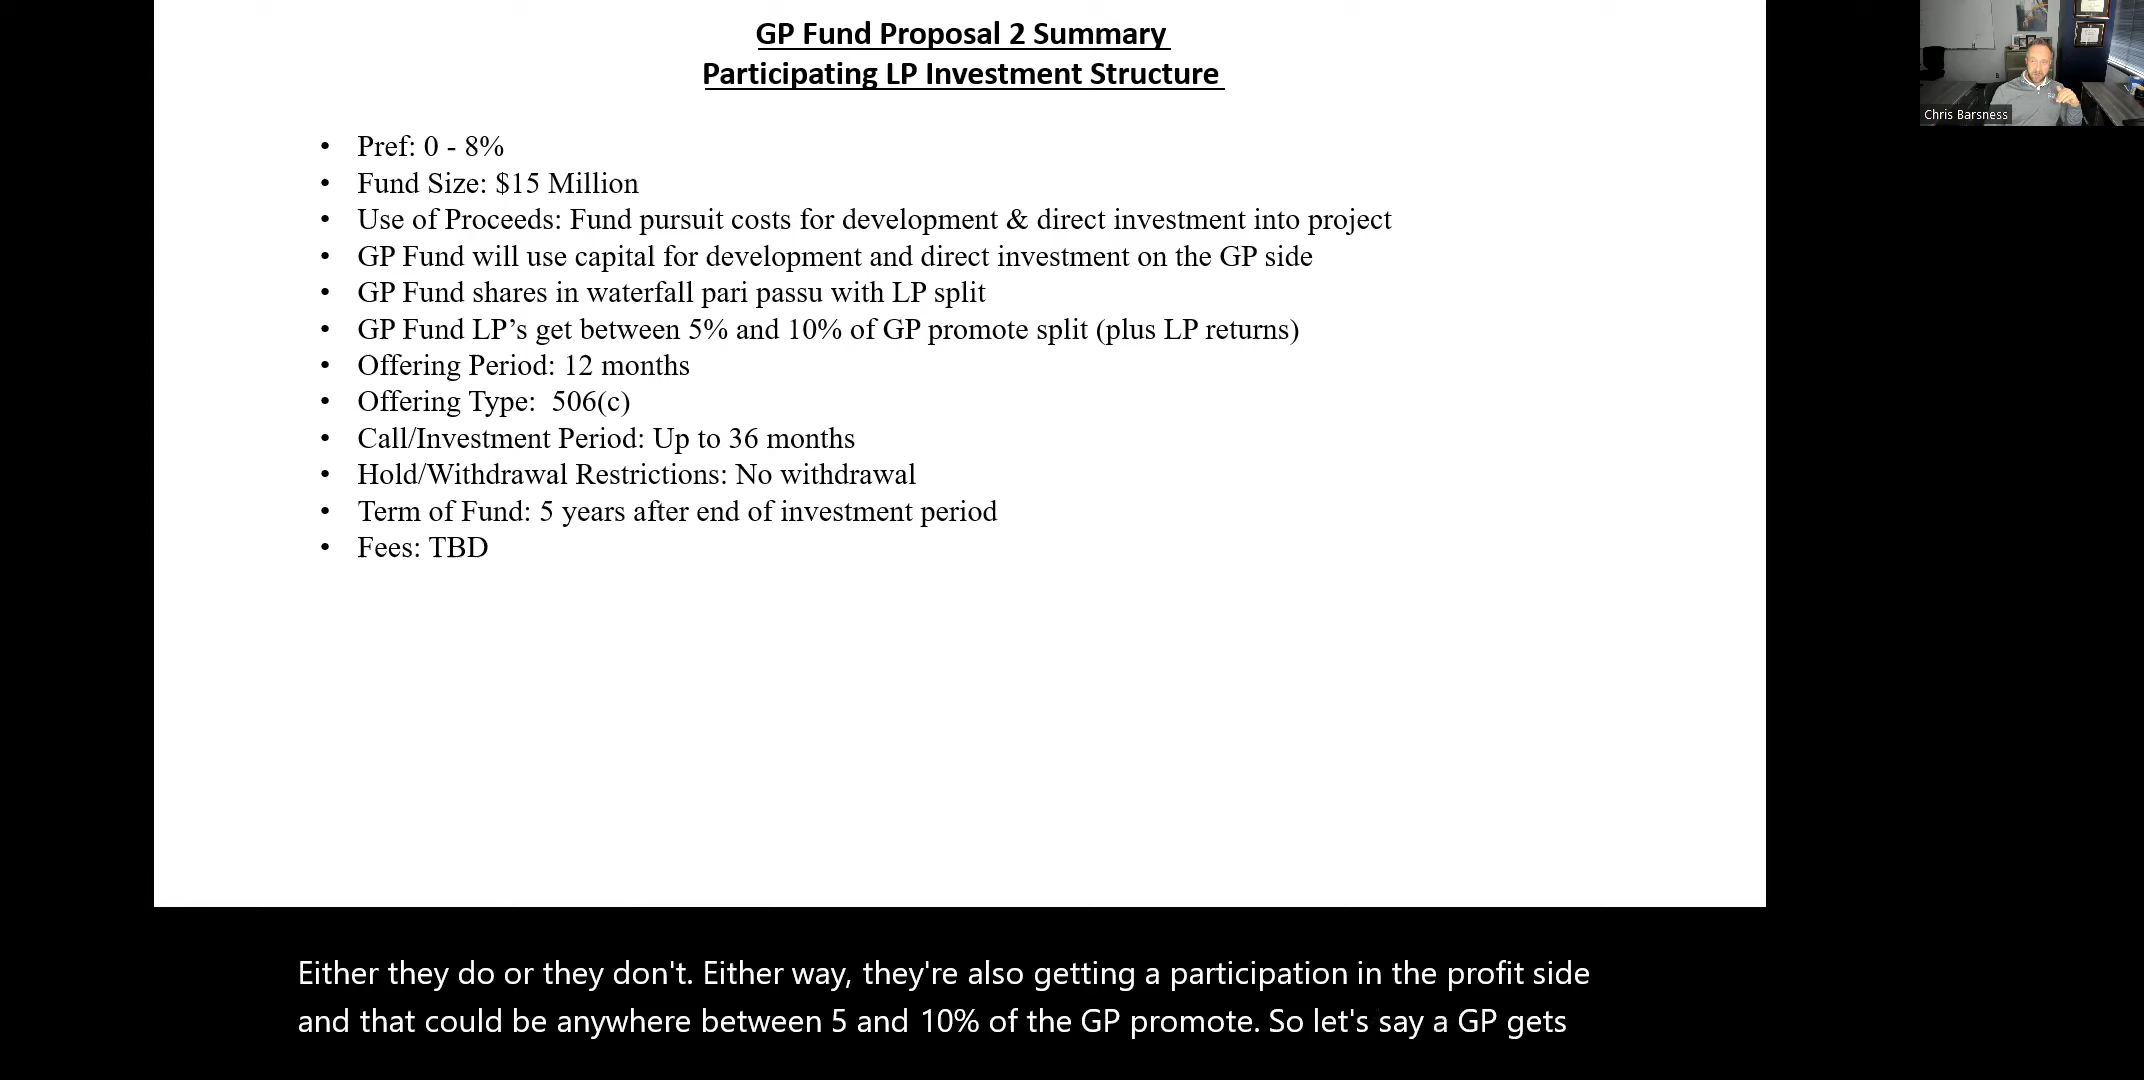 GP Fund Proposal 2 Summary
Participating LP Investment Structure
• Pref: 0 - 8%
• Fund Size: $15 Million
• Use of Proceeds: Fund pursuit costs for development & direct investment into project
• GP Fund will use capital for development and direct investment on the GP side
• GP Fund shares in waterfall pari passu with LP split
• GP Fund LP’s get between 5% and 10% of GP promote split (plus LP returns)
• Offering Period: 12 months
• Offering Type:  506(c)
• Call/Investment Period: Up to 36 months
• Hold/Withdrawal Restrictions: No withdrawal
• Term of Fund: 5 years after end of investment period
• Fees: TBD
Chris Barsness
Either they do or they don't. Either way, they're also getting a participation in the profit side
and that could be anywhere between 5 and 10% of the GP promote. So let's say a GP gets